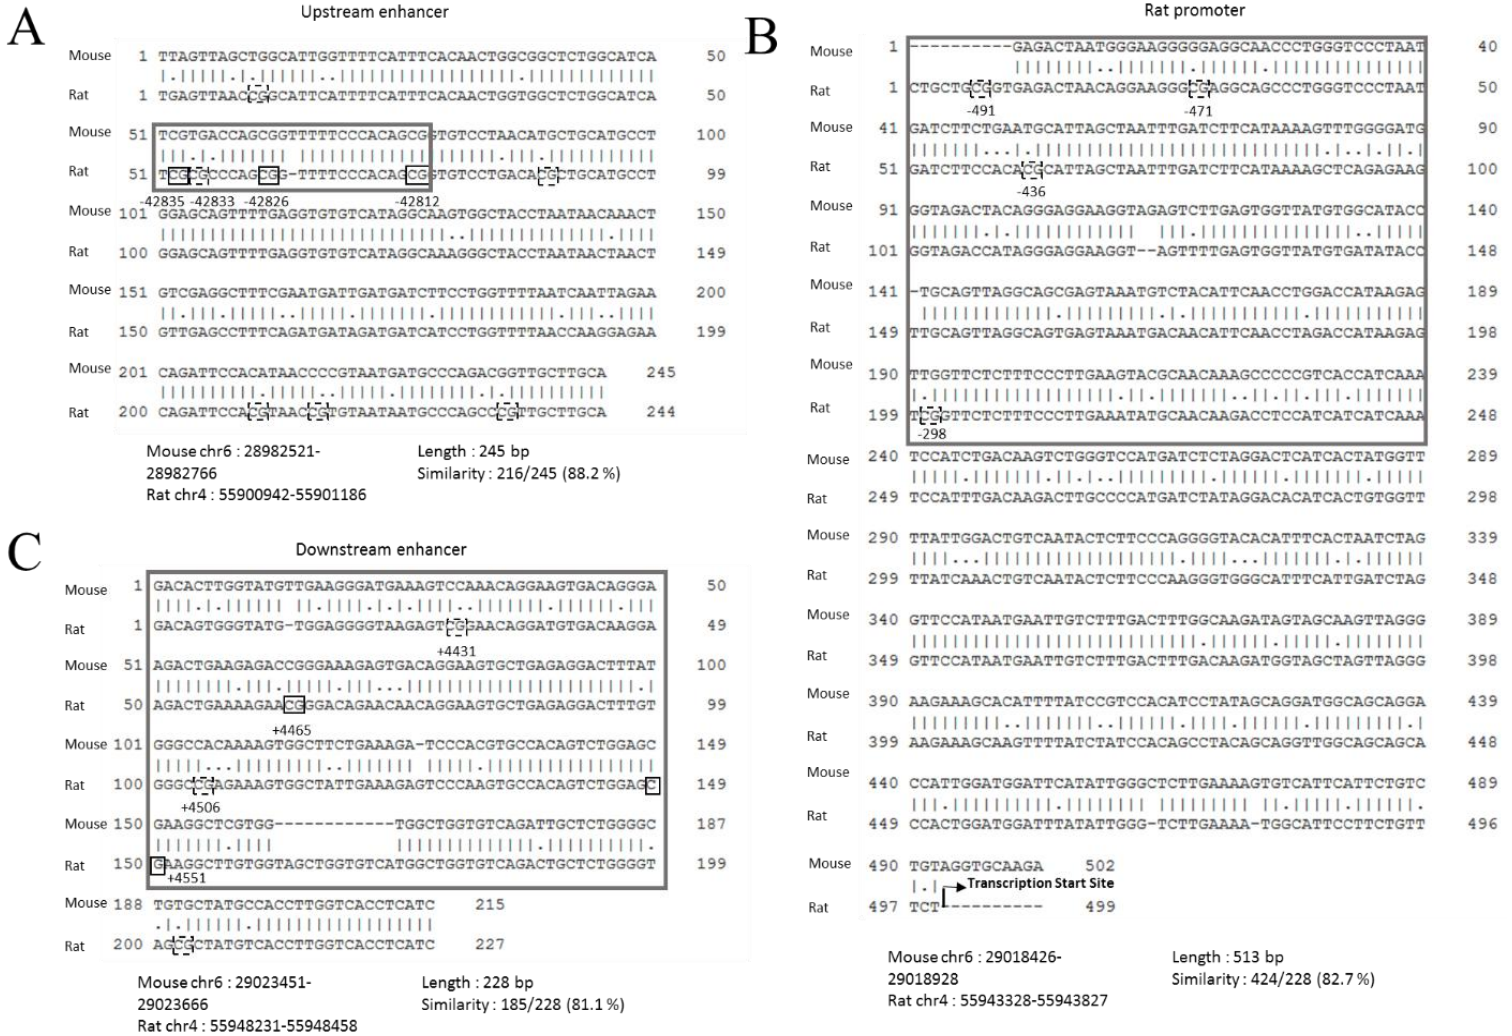 A
Upstream enhancer
Mouse 1 TTAGTTAGCTGGCATTGGTTTTCATTTCACAACTGGCGGCTCTGGCATCA 50
Rat 1 TGAGTTAACCGGCATTCATTTTCATTTCACAACTGGTGGCTCTGGCATCA 50
Mouse 51 TCGTGACCAGCGGTTTTTCCCACAGCGGTGTCCTAACATGCTGCATGCCT 100
Rat 51 TCGCGCCCAGCGG-TTTTCCCACAGCGGTGTCCTGACACGCTGCATGCCT 99
-42835 -42833 -42826 -42812
Mouse 101 GGAGCAGTTTTGAGGTGTGTCATAGGCAAGTGGCTACCTAATAACAAACT 150
Rat 100 GGAGCAGTTTTGAGGTGTGTCATAGGCAAAGGGCTACCTAATAACTAACT 149
Mouse 151 GTCGAGGCTTTCGAATGATTGATGATCTTCCTGGTTTTAATCAATTAGAA 200
Rat 150 GTTGAGCCTTTCAGATGATAGATGATCATCCTGGTTTTAACCAAGGAGAA 199
Mouse 201 CAGATTCCACATAACCCCGTAATGATGCCCAGACGGTTGCTTGCA 245
Rat 200 CAGATTCCACGTAACCCGTGTAATAATGCCCAGCCCGTTGCTTGCA 244
Mouse chr6 : 28982521-
28982766
Rat chr4 : 55900942-55901186
Length : 245 bp
Similarity : 216/245 (88.2 %)
B
Rat promoter
Mouse 1 ----------GAGACTAATGGGAAGGGGGAGGCAACCCTGGGTCCCTAAT 40
Rat 1 CTGCTGCGGTGAGACTAACAGGAAGGGCGAGGCAGCCCTGGGTCCCTAAT 50
-491 -471
Mouse 41 GATCTTCTGAATGCATTAGCTAATTTGATCTTCATAAAAGTTTGGGGATG 90
Rat 51 GATCTTCCACACGCATTAGCTAATTTGATCTTCATAAAAGCTCAGAGAAG 100
-436
Mouse 91 GGTAGACTACAGGGAGGAAGGTAGAGTCTTGAGTGGTTATGTGGCATACC 140
Rat 101 GGTAGACCATAGGGAGGAAGGT--AGTTTTGAGTGGTTATGTGATATACC 148
Mouse 141 -TGCAGTTAGGCAGCGAGTAAATGTCTACATTCAACCTGGACCATAAGAG 189
Rat 149 TTGCAGTTAGGCAGTGAGTAAATGACAACATTCAACCTAGACCATAAGAG 198
Mouse 190 TTGGTTCTCTTTCCCTTGAAGTACGCAACAAAGCCCCCGTCACCATCAAA 239
Rat 199 TCGGTTCTCTTTCCCTTGAAATATGCAACAAGACCTCCATCATCATCAAA 248
-298
Mouse 240 TCCATCTGACAAGTCTGGGTCCATGATCTCTAGGACTCATCACTATGGTT 289
Rat 249 TCCATTTGACAAGACTTGCCCCATGATCTATAGGACACATCACTGTGGTT 298
Mouse 290 TTATTGGACTGTCAATACTCTTCCCAGGGGTACACATTTCACTAATCTAG 339
Rat 299 TTATCAAACTGTCAATACTCTTCCCAAGGGTGGGCATTTCATTGATCTAG 348
Mouse 340 GTTCCATAATGAATTGTCTTTGACTTTGGCAAGATAGTAGCAAGTTAGGG 389
Rat 349 GTTCCATAATGAATTGTCTTTGACTTTGACAAGATGGTAGCTAGTTAGGG 398
Mouse 390 AAGAAAGCACATTTTATCCGTCCACATCCTATAGCAGGATGGCAGCAGGA 439
Rat 399 AAGAAAGCAAGTTTTATCTATCCACAGCCTACAGCAGGTTGGCAGCAGCA 448
Mouse 440 CCATTGGATGGATTCATATTGGGCTCTTGAAAAGTGTCATTCATTCTGTC 489
Rat 449 CCACTGGATGGATTTATATTGGG-TCTTGAAAA-TGGCATTCCTTCTGTT 496
Mouse 490 TGTAGGTGCAAGA 502
Transcription Start Site
Rat 497 TCT---------- 499
Mouse chr6 : 29018426-
29018928
Rat chr4 : 55943328-55943827
Length : 513 bp
Similarity : 424/228 (82.7 %)
C
Downstream enhancer
Mouse 1 GACACTTGGTATGTTGAAGGGATGAAAGTCCAAACAGGAAGTGACAGGGA 50
Rat 1 GACAGTGGGTATG-TGGAGGGGTAAGAGTCGGAACAGGATGTGACAAGGA 49
+4431
Mouse 51 AGACTGAAGAGACCGGGAAAGAGTGACAGGAAGTGCTGAGAGGACTTTAT 100
Rat 50 AGACTGAAAAGAACGGGACAGAACAACAGGAAGTGCTGAGAGGACTTTGT 99
+4465
Mouse 101 GGGCCACAAAAGTGGCTTCTGAAAGA-TCCCACGTGCCACAGTCTGGAGC 149
Rat 100 GGGCCGAGAAAGTGGCTATTGAAAGAGTCCCAAGTGCCACAGTCTGGAGC 149
+4506
Mouse 150 GAAGGCTCGTGG------------TGGCTGGTGTCAGATTGCTCTGGGGC 187
Rat 150 GAAGGCTTGTGGTAGCTGGTGTCATGGCTGGTGTCAGACTGCTCTGGGGT 199
+4551
Mouse 188 TGTGCTATGCCACCTTGGTCACCTCATC 215
Rat 200 AGCGCTATGTCACCTTGGTCACCTCATC 227
Mouse chr6 : 29023451-
29023666
Rat chr4 : 55948231-55948458
Length : 228 bp
Similarity : 185/228 (81.1 %)